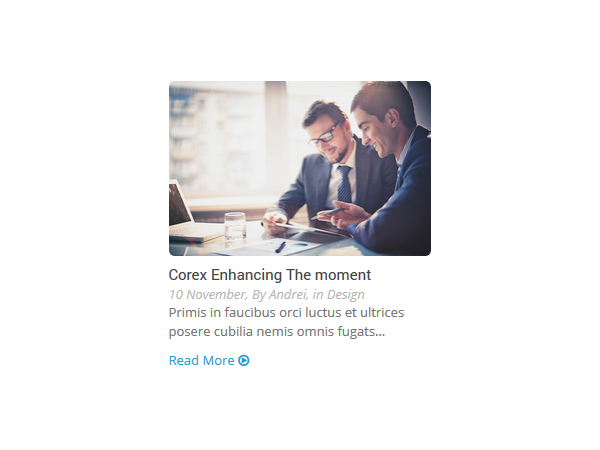 Corex Enhancing The moment
10 November, By Andrei, in Design
Primis in faucibus orci luctus et ultrices
posere cubilia nemis omnis fugats...
Read More